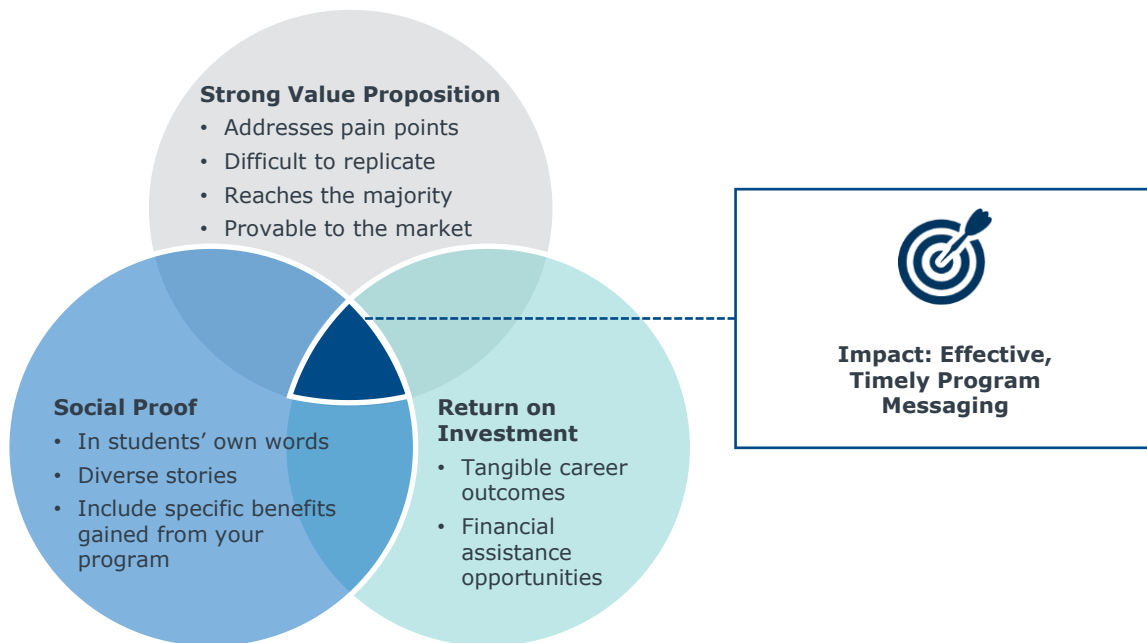 Strong Value Proposition
• Addresses pain points
• Difficult to replicate
• Reaches the majority
• Provable to the market
Social Proof
• In students’ own words
• Diverse stories
• Include specific benefits
gained from your
program
Return on
Investment
• Tangible career
outcomes
• Financial
assistance
opportunities
Impact: Effective,
Timely Program
Messaging